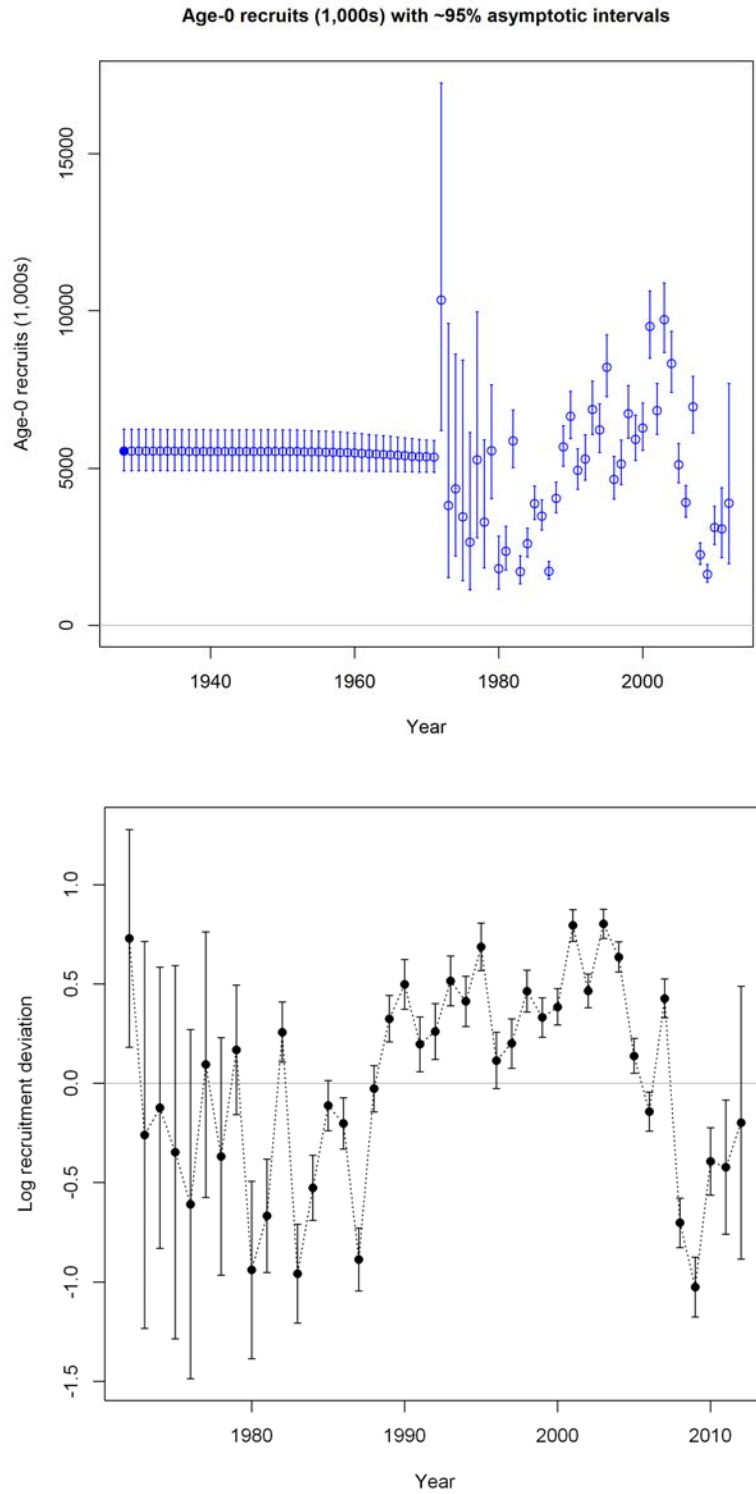 Age-0 recruits (1,000s) with ~95% asymptotic intervals
Age-0 recruits (1,000s)
15000
10000
5000
0
1940 1960 1980 2000
Year
Log recruitment deviation
1.0
0.5
0.0
-0.5
-1.0
-1.5
1980 1990 2000 2010
Year